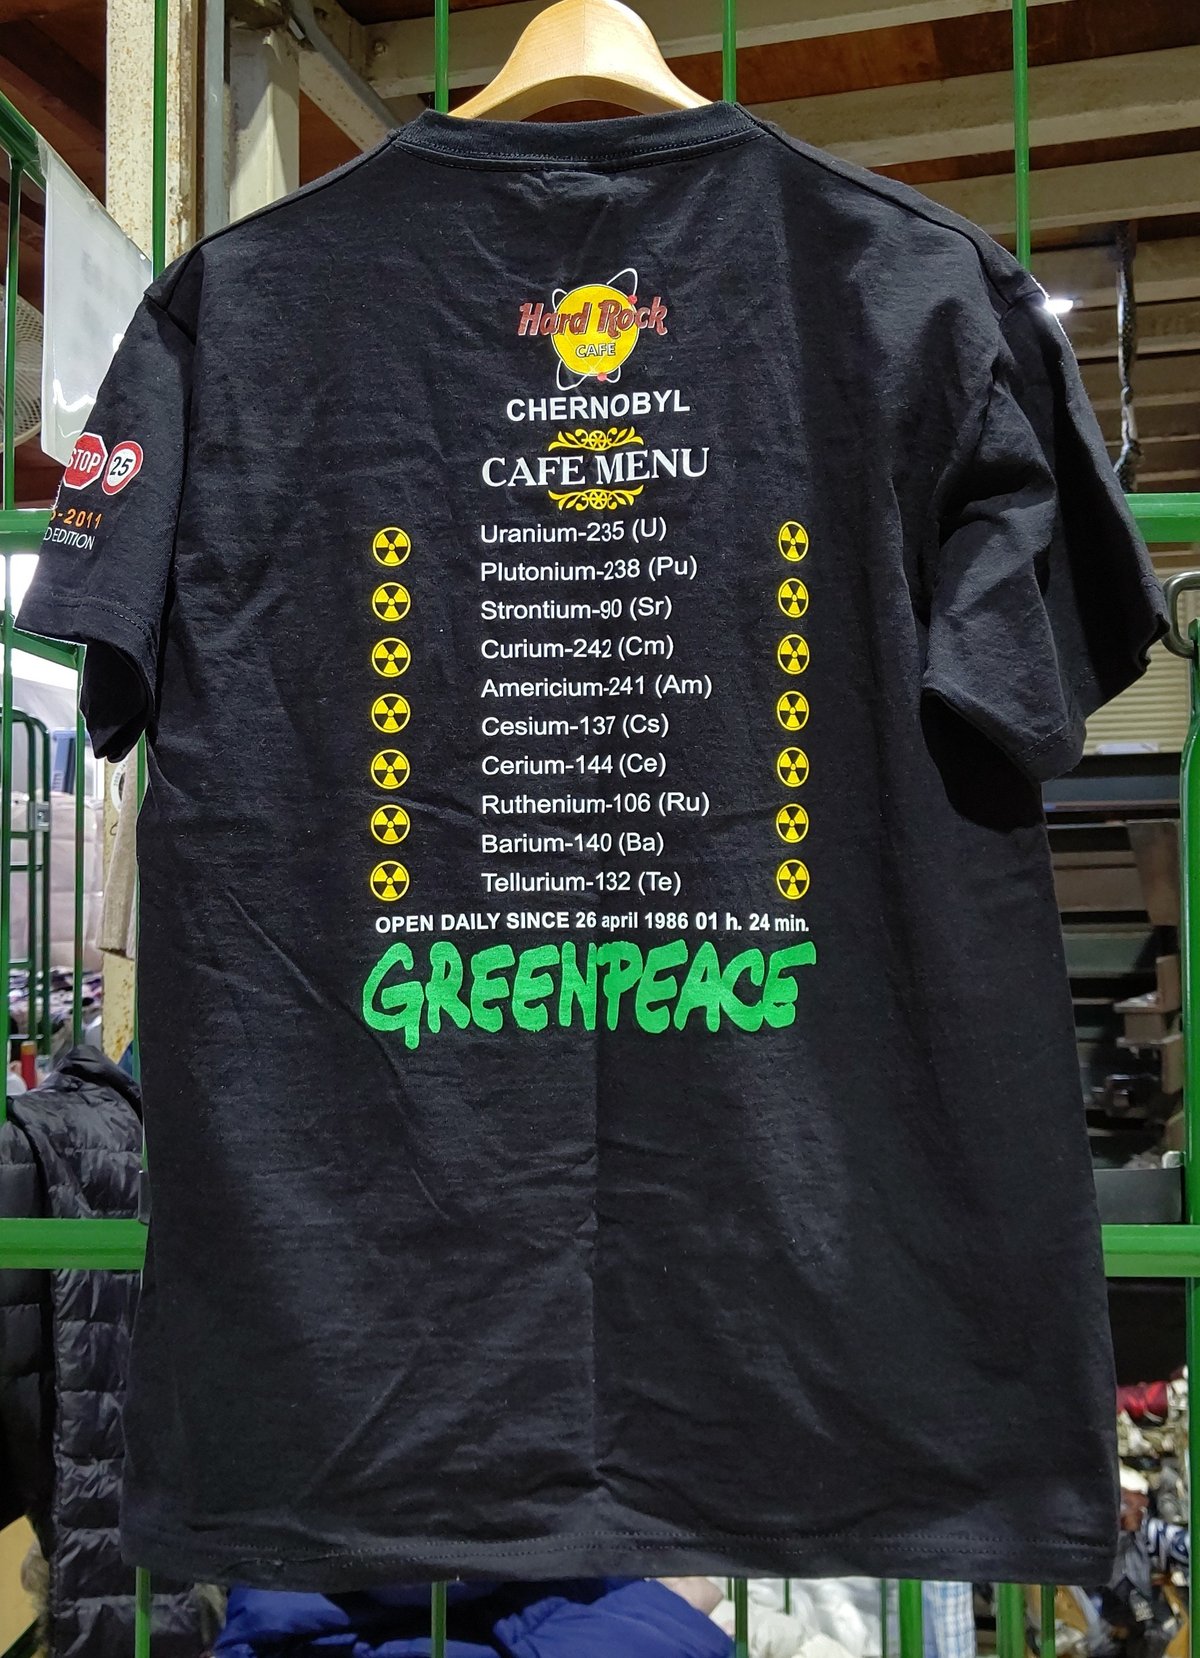 Hard Rock
CAFE
CHERNOBYL
CAFE MENU
Uranium-235 (U)
Plutonium-238 (Pu)
Strontium-90 (Sr)
Curium-242 (Cm)
Americium-241 (Am)
Cesium-137 (Cs)
Cerium-144 (Ce)
Ruthenium-106 (Ru)
Barium-140 (Ba)
Tellurium-132 (Te)
OPEN DAILY SINCE 26 april 1986 01 h. 24 min.
GREENPEACE
STOP 25
-2011
EDITION